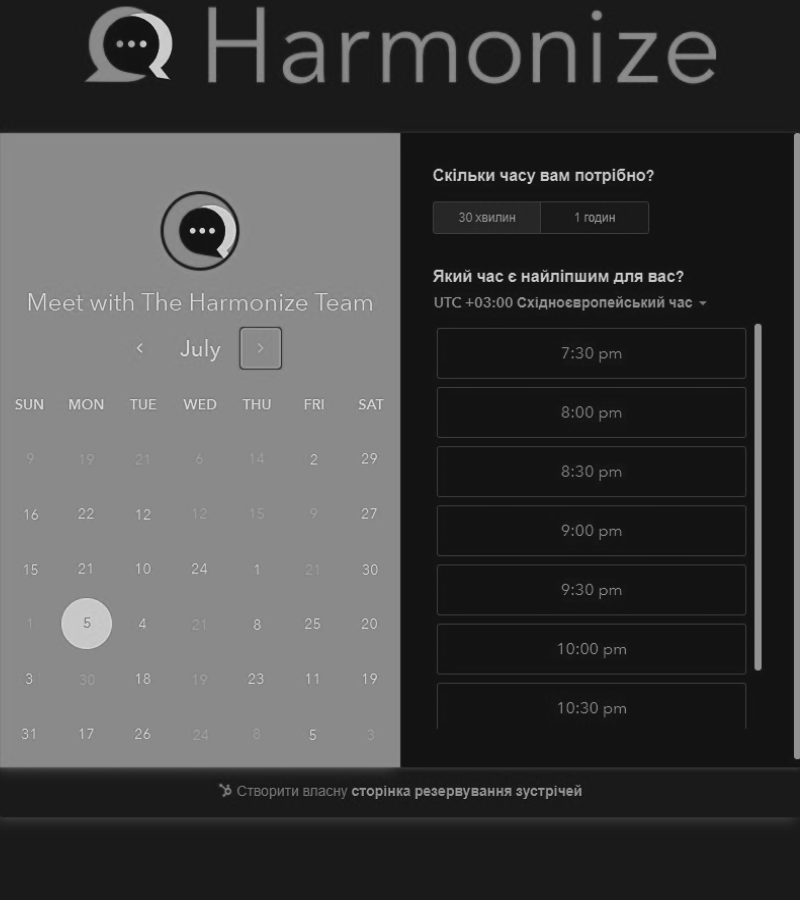 Harmonize
Meet with The Harmonize Team
July
SUN MON TUE WED THU FRI SAT
9 19 21 6 14 2 29
16 22 12 12 15 9 27
15 21 10 24 1 21 30
1 5 4 21 8 25 20
3 30 18 19 23 11 19
31 17 26 24 8 5 3
Скільки часу вам потрібно?
30 хвилин 1 годин
Який час є найліпшим для вас?
UTC +03:00 Східноєвропейський час
7:30 pm
8:00 pm
8:30 pm
9:00 pm
9:30 pm
10:00 pm
10:30 pm
Створити власну сторінка резервування зустрічей